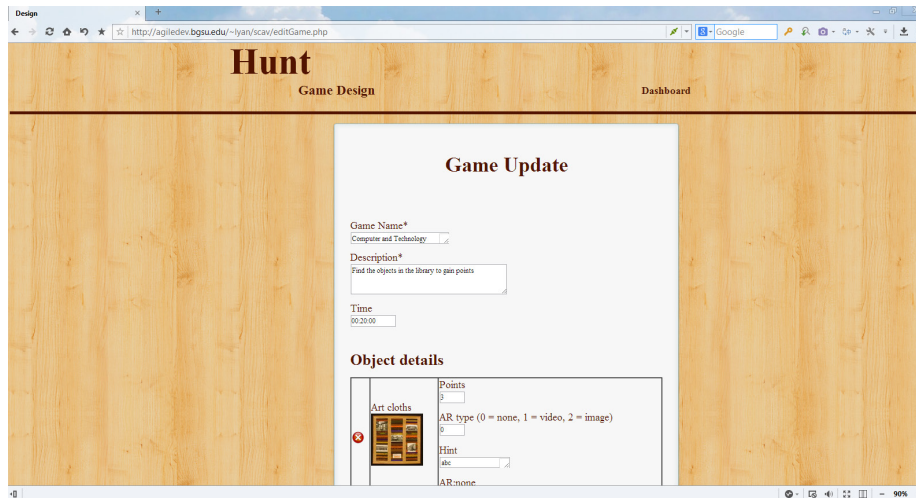 Design
http://agiledev.bgsu.edu/~lyan/scav/editGame.php
Google
Hunt
Game Design
Dashboard
Game Update
Game Name*
Computer and Technology
Description*
Find the objects in the library to gain points
Time
00:20:00
Object details
Art cloths
Points
3
AR type (0 = none, 1 = video, 2 = image)
0
Hint
abc
AR:none
90%